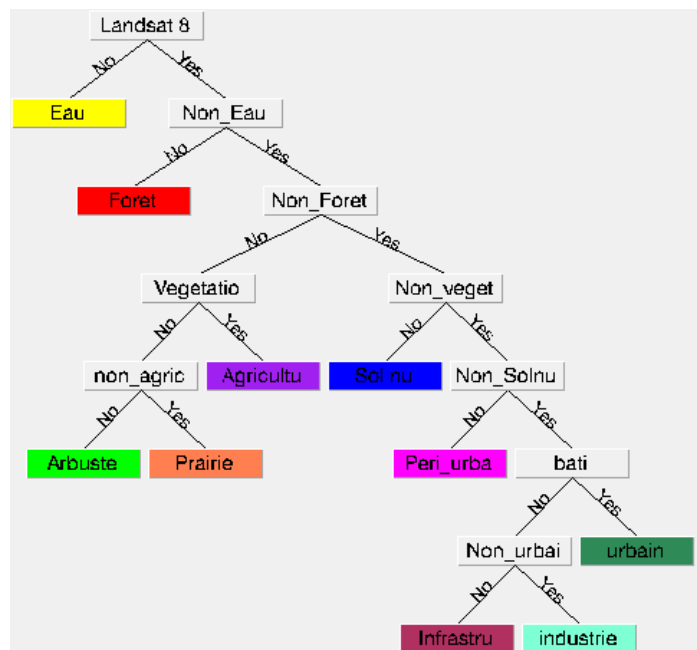 Landsat 8
No Yes
Eau Non_Eau
No Yes
Foret Non_Foret
No Yes
Vegetatio Non_veget
No Yes No Yes
non_agric Agricultu Sol nu Non_Solnu
No Yes No Yes
Arbuste Prairie Peri_urba bati
No Yes
Non_urbai urbain
No Yes
Infrastru industrie